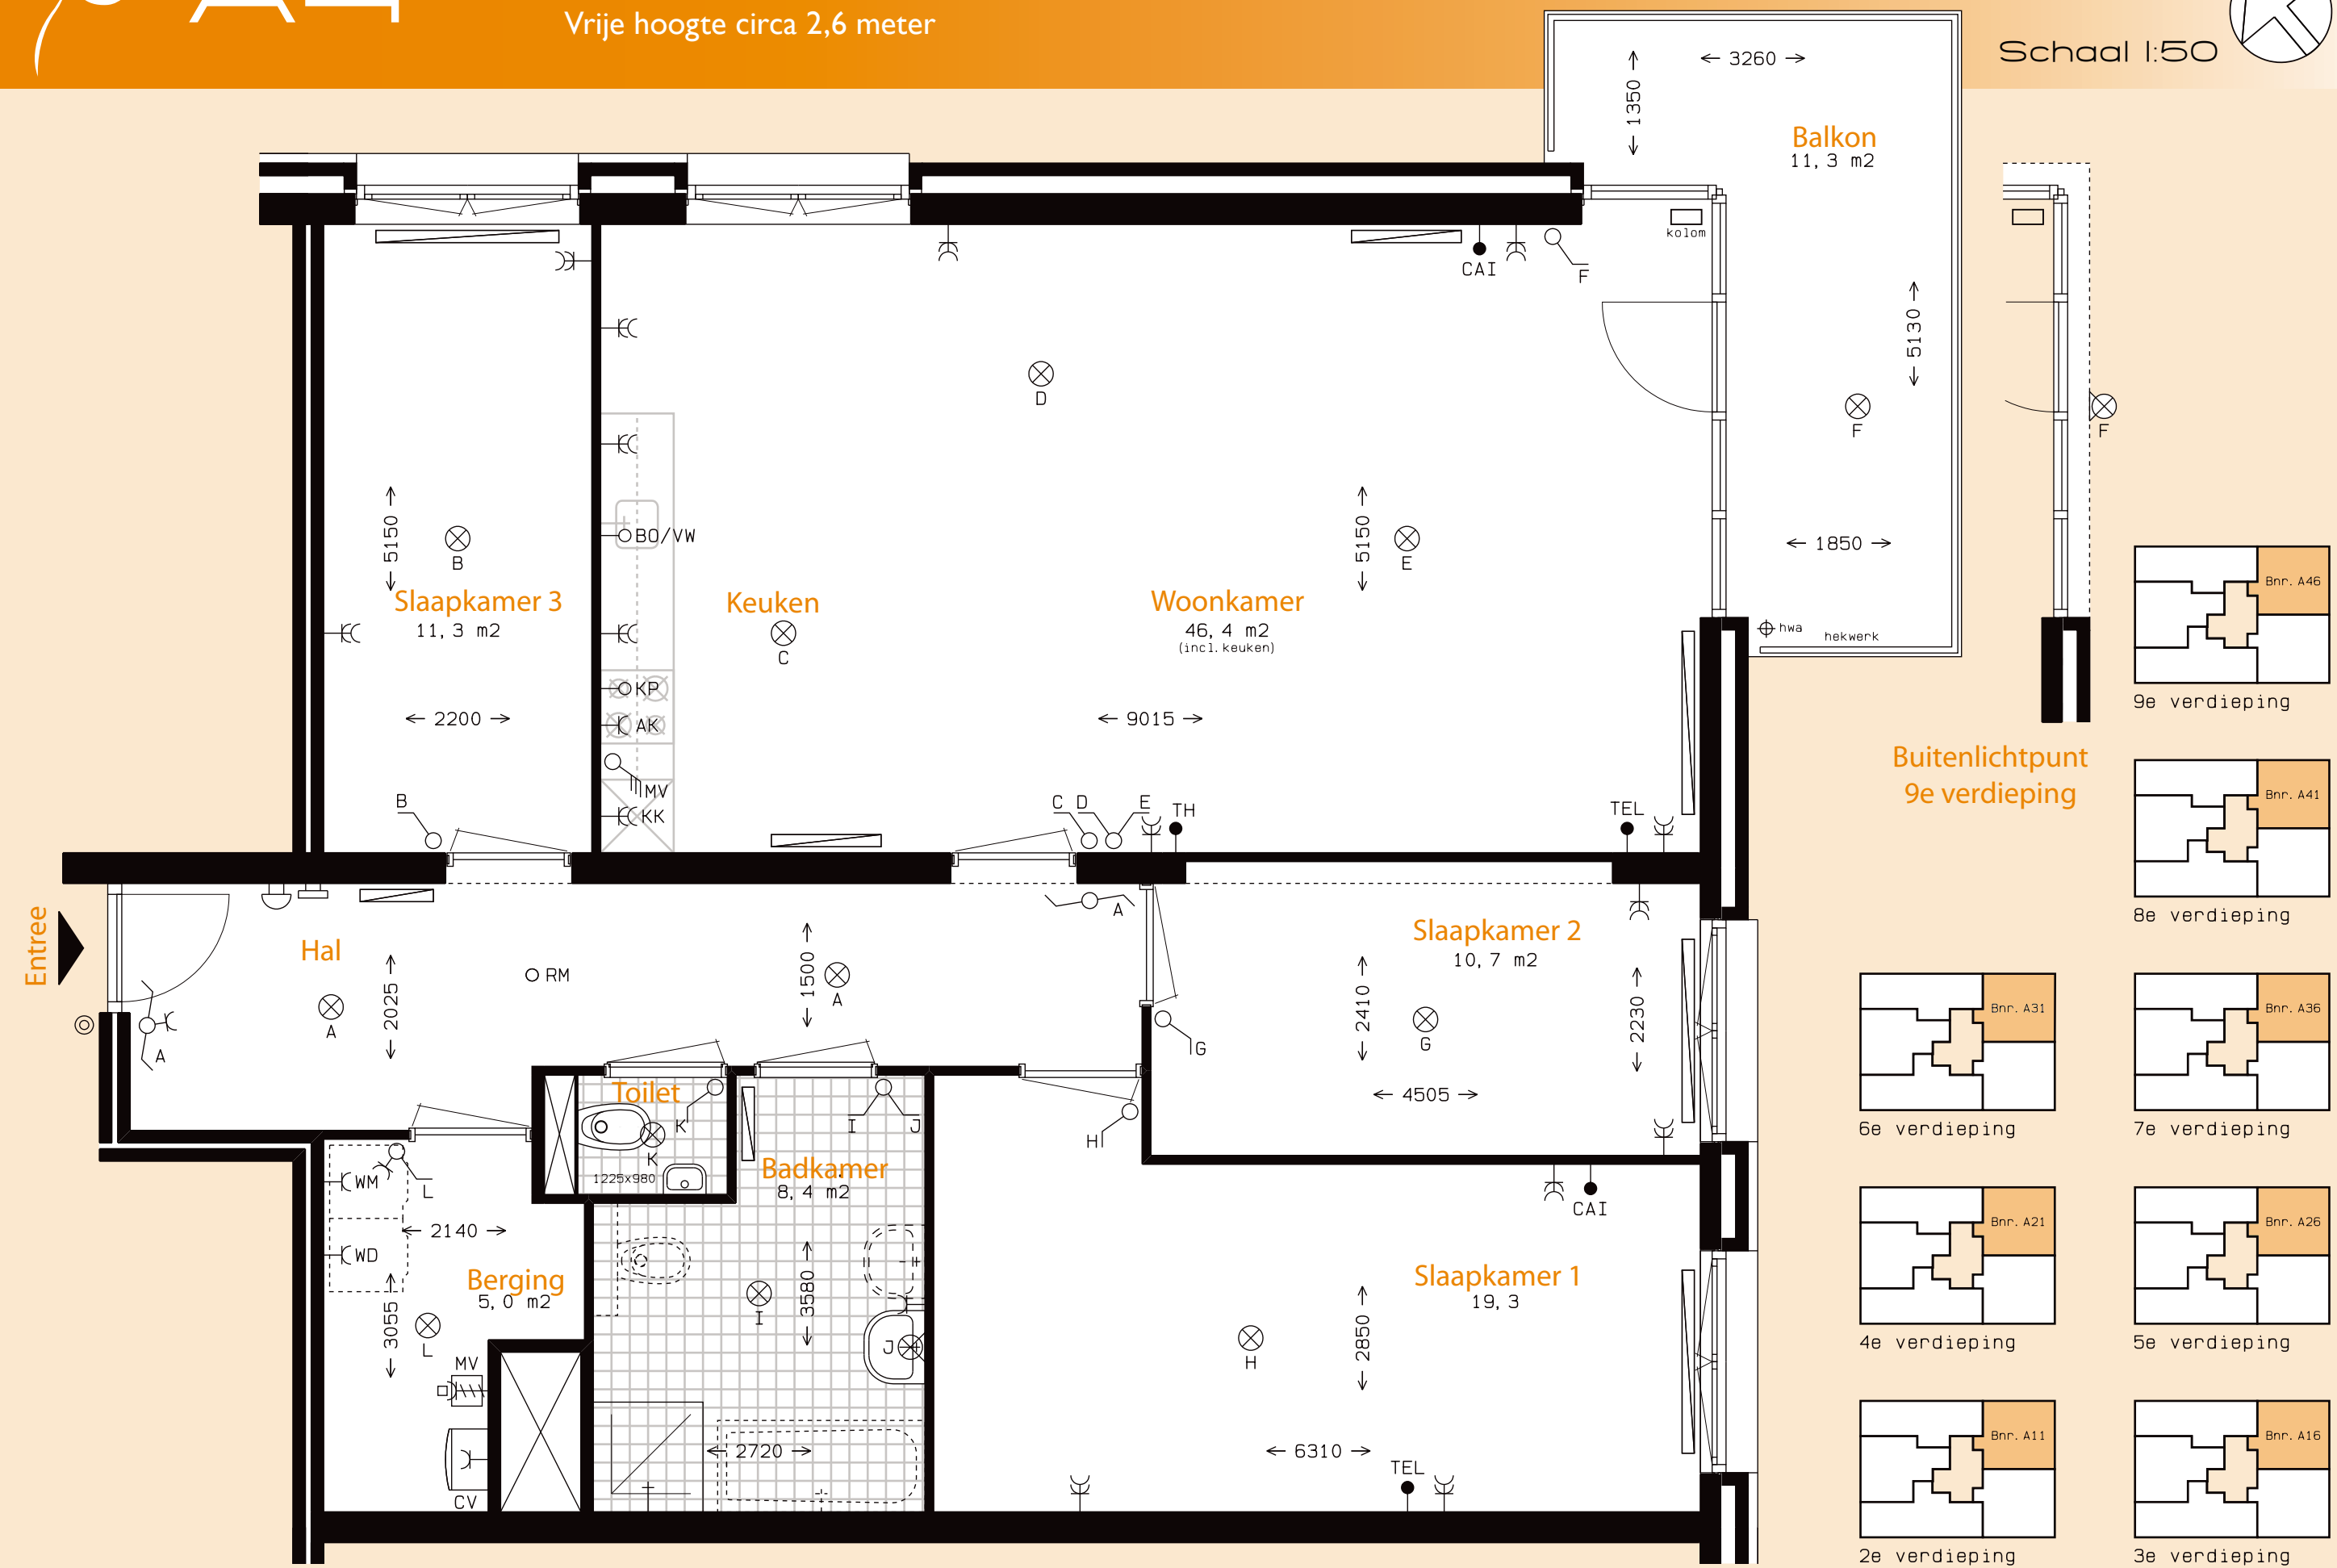 Vrije hoogte circa 2,6 meter
Schaal 1:50
3260
1350
Balkon
11,3 m2
kolom
CAI
F
5130
D
F
F
BO/VW
5150
B
5150
E
1850
Slaapkamer 3
11,3 m2
Keuken
C
Woonkamer
46,4 m2
(incl.keuken)
hwa
hekwerk
Bnr. A46
9e verdieping
KP
AK
2200
9015
MV
KK
B
C D
E
TH
TEL
Buitenlichtpunt
9e verdieping
Bnr. A41
8e verdieping
Entree
Hal
A
RM
2025
A
1500
A
A
G
Slaapkamer 2
10,7 m2
2410
G
2230
4505
Bnr. A31
6e verdieping
Bnr. A36
7e verdieping
Toilet
K
K
1225x980
I
J
H
WM
L
WD
2140
Badkamer
8,4 m2
CAI
Berging
5,0 m2
3055
L
I
3580
J
Slaapkamer 1
19,3
H
2850
Bnr. A21
4e verdieping
Bnr. A26
5e verdieping
MV
CV
2720
6310
TEL
Bnr. A11
2e verdieping
Bnr. A16
3e verdieping